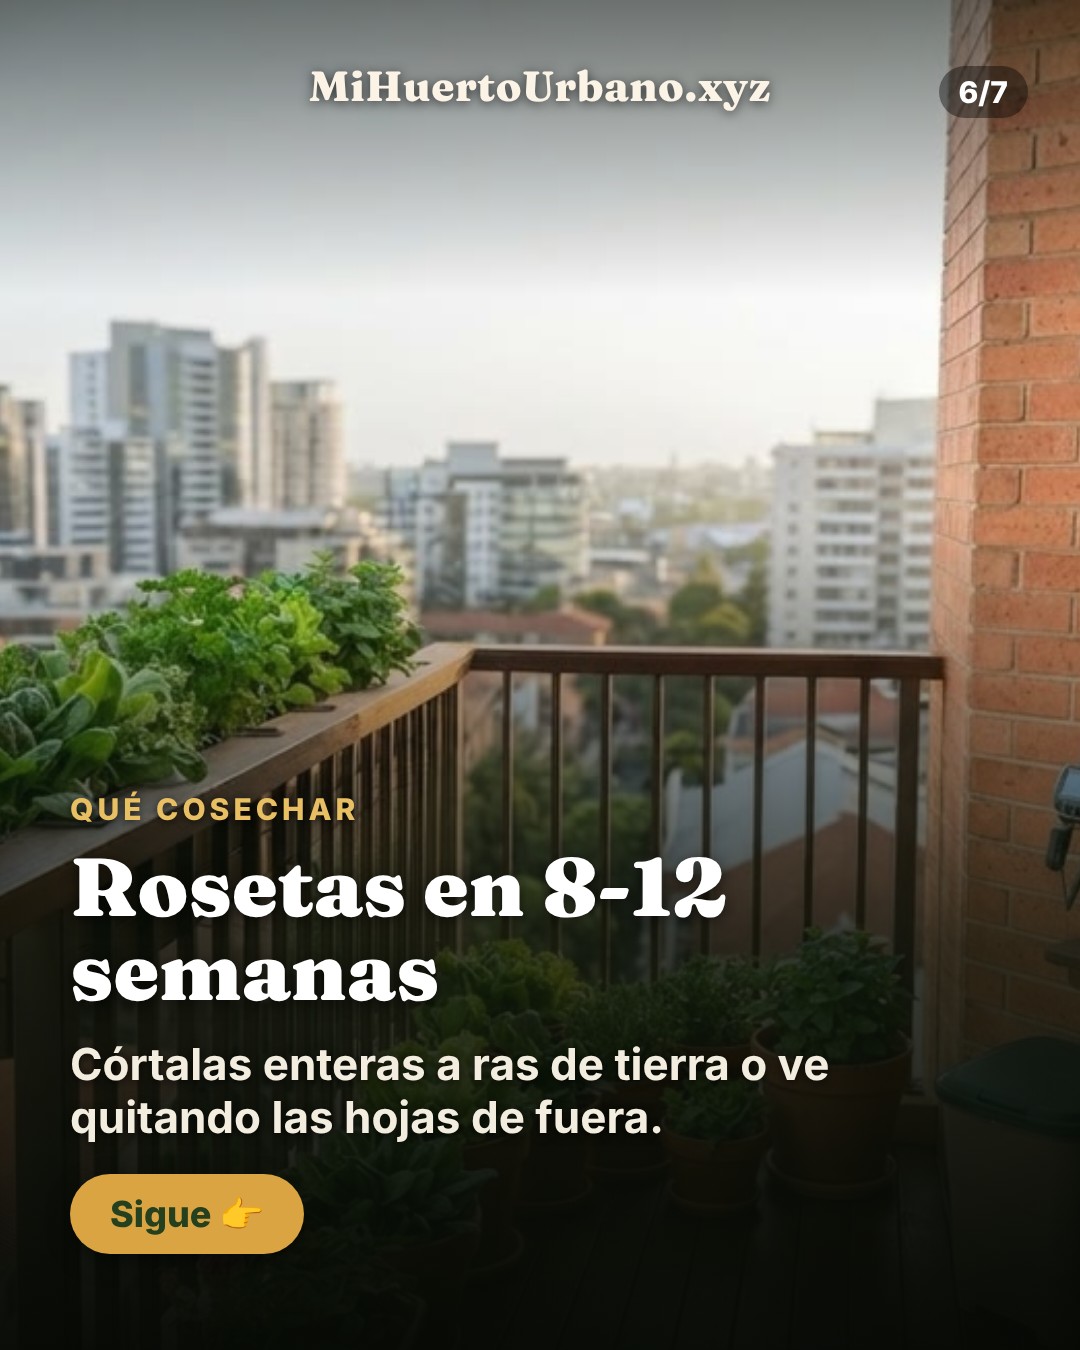 MiHuertoUrbano.xyz
6/7
QUÉ COSECHAR
Rosetas en 8-12
semanas
Córtalas enteras a ras de tierra o ve
quitando las hojas de fuera.
Sigue 👉